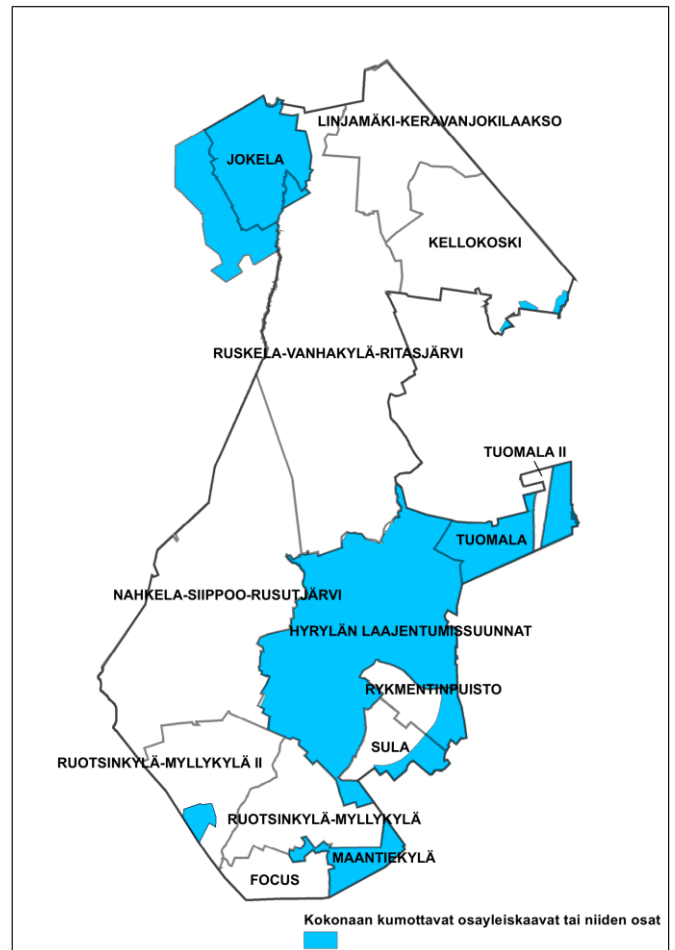 LINJAMÄKI-KERAVANJOKILAAKSO
JOKELA
KELLOKOSKI
RUSKELA-VANHAKYLÄ-RITASJÄRVI
TUOMALA II
TUOMALA
NAHKELA-SIIPPOO-RUSUTJÄRVI
HYRYLÄN LAAJENTUMISSUUNNAT
RYKMENTINPUISTO
SULA
RUOTSINKYLÄ-MYLLYKYLÄ II
RUOTSINKYLÄ-MYLLYKYLÄ
MAANTIEKYLÄ
FOCUS
Kokonaan kumottavat osayleiskaavat tai niiden osat